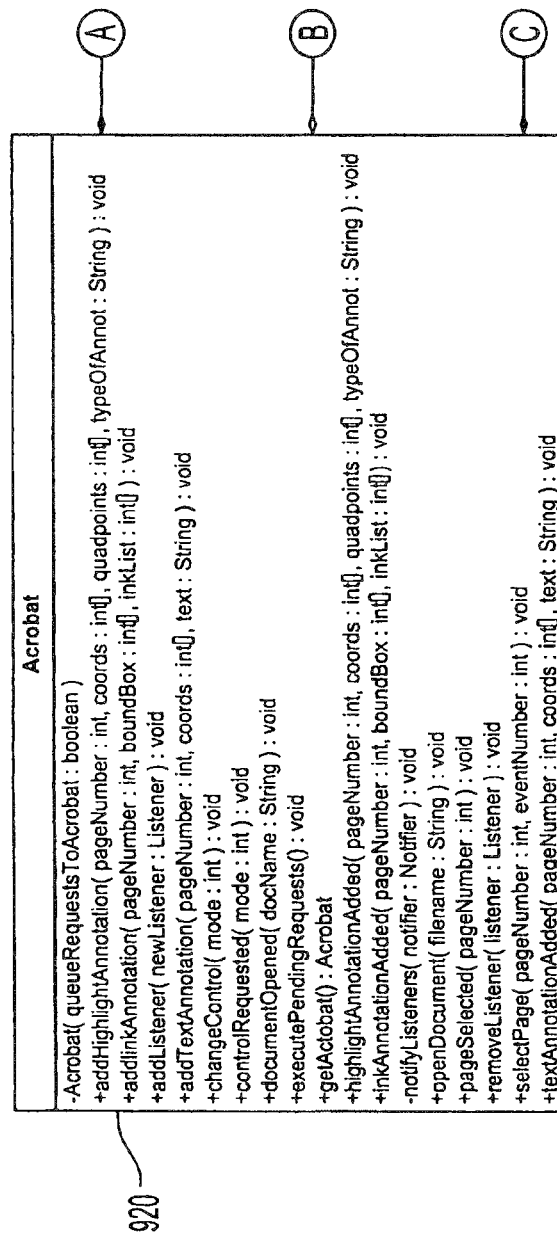 Acrobat
-Acrobat( queueRequestsToAcrobat : boolean )
+addHighlightAnnotation( pageNumber : int, coords : int[], quadpoints : int[], typeOfAnnot : String ) : void
+addInkAnnotation( pageNumber : int, boundBox : int[], inkList : int[] ) : void
+addListener( newListener : Listener ) : void
+addTextAnnotation( pageNumber : int, coords : int[], text : String ) : void
+changeControl( mode : int ) : void
+controlRequested( mode : int ) : void
+documentOpened( docName : String ) : void
+executePendingRequests() : void
+getActobat() : Acrobat
+highlightAnnotationAdded( pageNumber : int, coords : int[], quadpoints : int[], typeOfAnnot : String ) : void
+inkAnnotationAdded( pageNumber : int, boundBox : int[], inkList : int[]) : void
-notifyListeners( notifier : Notifier ) : void
+openDocument( filename : String ) : void
+pageSelected( pageNumber : int ) : void
+removeListener( listener : Listener ) : void
+selectPage( pageNumber : int, eventNumber : int ) : void
+textAnnotationAdded( pageNumber : int, coords : int[], text : String ) : void
920
A
B
C